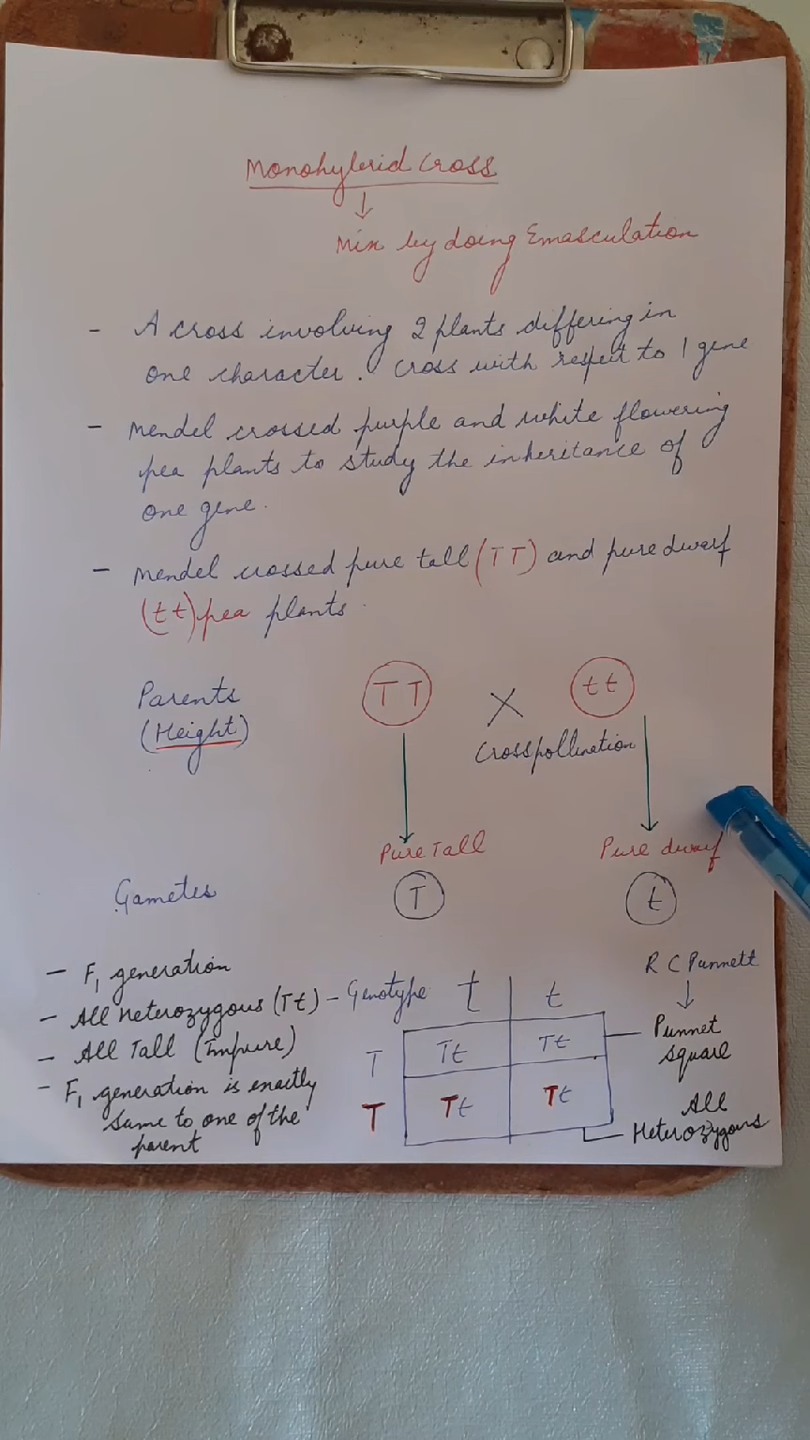 Monohybrid Cross
↓
Mix by doing Emasculation
- A cross involving 2 plants differing in
one character. Cross with respect to 1 gene
- Mendel crossed purple and white flowering
pea plants to study the inheritance of
one gene.
- Mendel crossed pure tall (TT) and pure dwarf
(tt) pea plants.
Parents
(Height)
TT X tt
Crosspollination
Pure Tall
Pure dwarf
Gametes
T
t
- F₁ generation
- All Heterozygous (Tt) - Genotype
- All Tall (Impure)
- F₁ generation is exactly
same to one of the
parent
t t
T Tt Tt
T Tt Tt
R C Punnett
↓
Punnet
square
All
Heterozygous